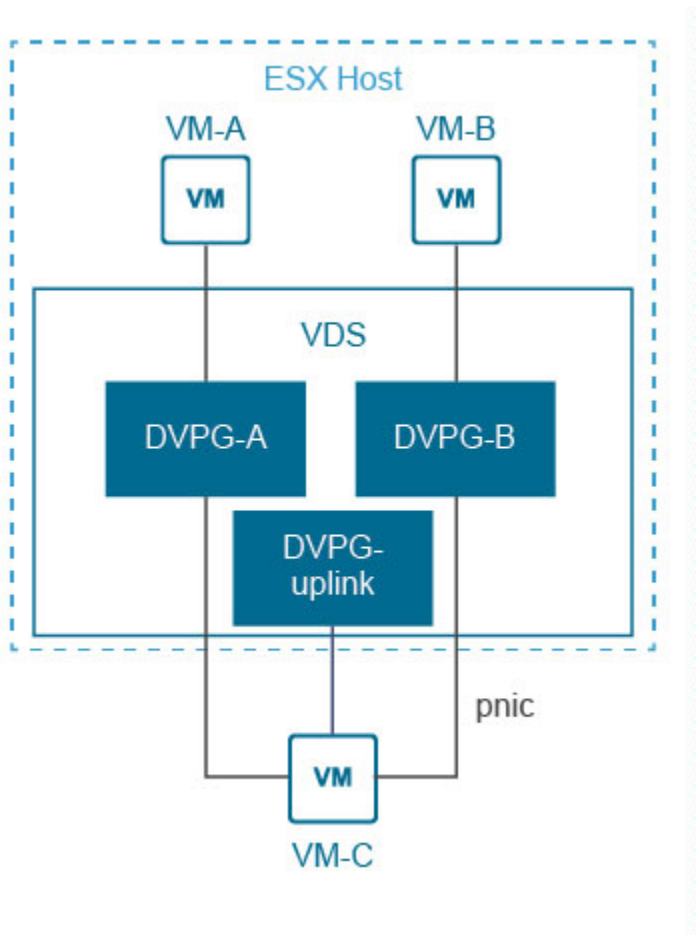 ESX Host
VM-A
VM-B
VM
VM
VDS
DVPG-A
DVPG-B
DVPG-
uplink
pnic
VM
VM-C